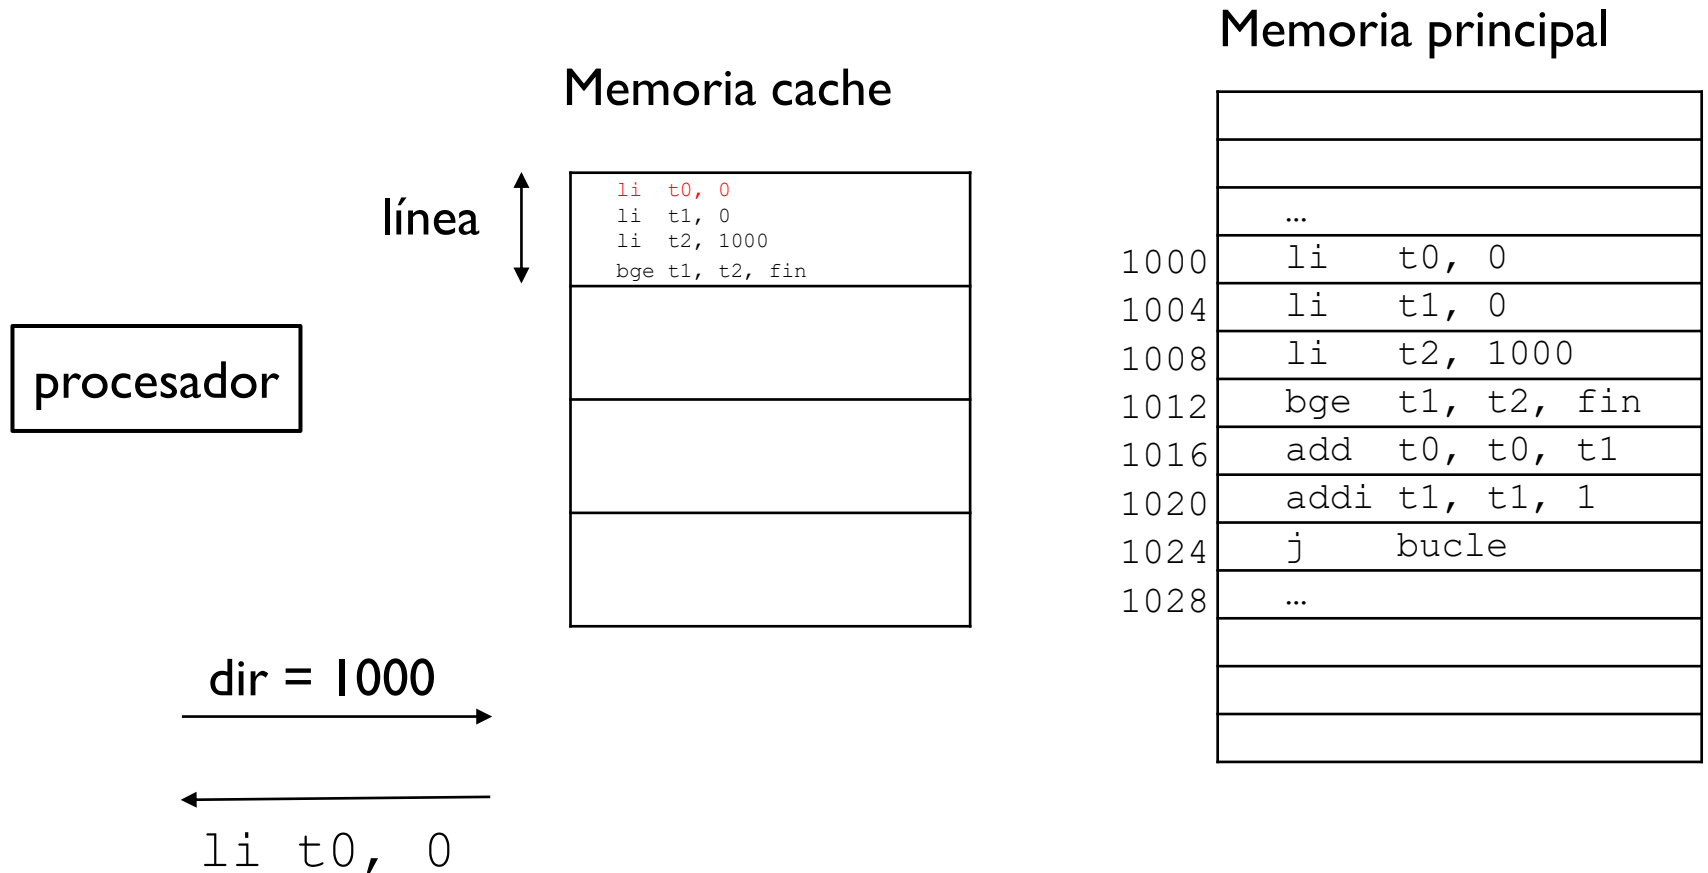 Memoria principal
Memoria cache
línea
li t0, 0
li t1, 0
li t2, 1000
bge t1, t2, fin
procesador
…
1000 li t0, 0
1004 li t1, 0
1008 li t2, 1000
1012 bge t1, t2, fin
1016 add t0, t0, t1
1020 addi t1, t1, 1
1024 j bucle
1028 …
dir = 1000
li t0, 0